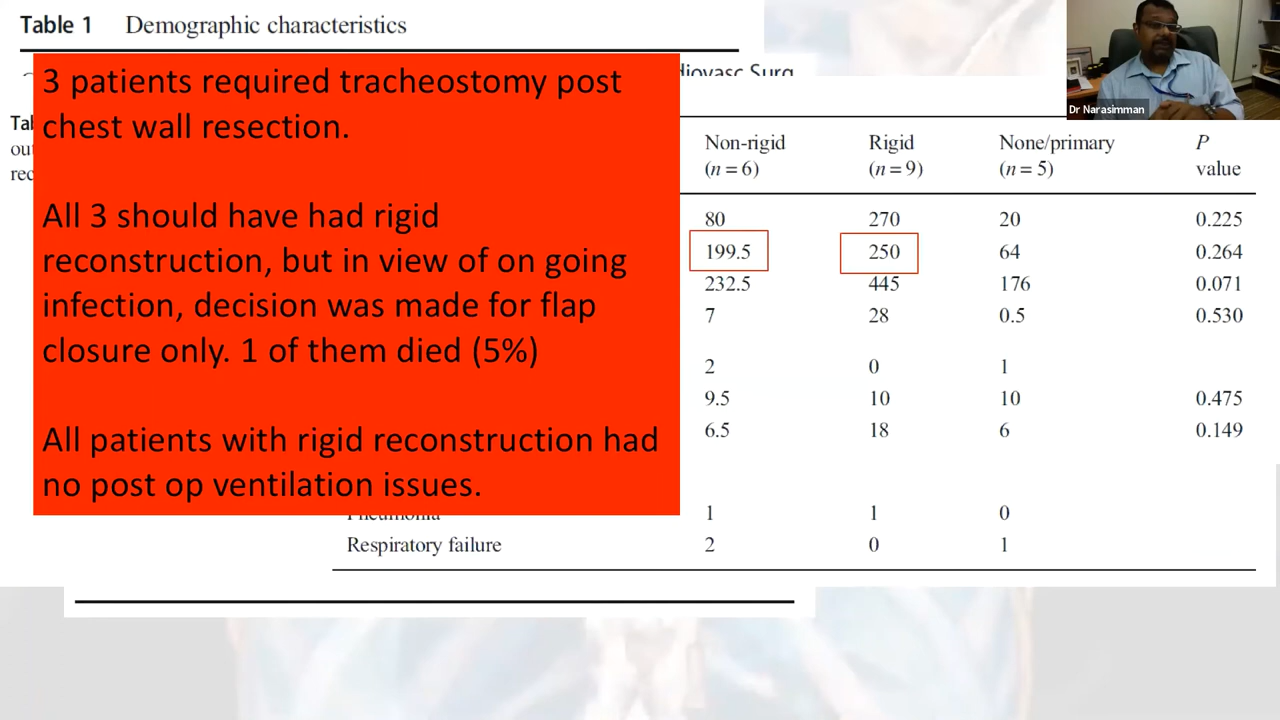 Table 1 Demographic characteristics
3 patients required tracheostomy post
chest wall resection.
All 3 should have had rigid
reconstruction, but in view of on going
infection, decision was made for flap
closure only. 1 of them died (5%)
All patients with rigid reconstruction had
no post op ventilation issues.
Dr Narasimman
Non-rigid Rigid None/primary P
(n = 6) (n = 9) (n = 5) value
80 270 20 0.225
199.5 250 64 0.264
232.5 445 176 0.071
7 28 0.5 0.530
2 0 1
9.5 10 10 0.475
6.5 18 6 0.149
Pneumonia 1 1 0
Respiratory failure 2 0 1